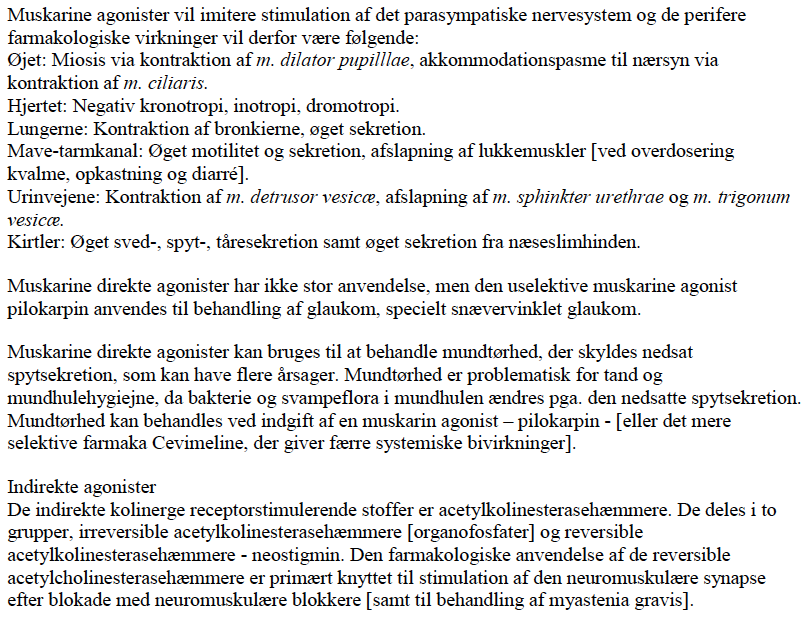 Muskarine agonister vil imitere stimulation af det parasympatiske nervesystem og de perifere
farmakologiske virkninger vil derfor være følgende:
Øjet: Miosis via kontraktion af m. dilator pupilllae, akkommodationspasme til nærsyn via
kontraktion af m. ciliaris.
Hjertet: Negativ kronotropi, inotropi, dromotropi.
Lungerne: Kontraktion af bronkierne, øget sekretion.
Mave-tarmkanal: Øget motilitet og sekretion, afslapning af lukkemuskler [ved overdosering
kvalme, opkastning og diarré].
Urinvejene: Kontraktion af m. detrusor vesicæ, afslapning af m. sphinkter urethrae og m. trigonum
vesicæ.
Kirtler: Øget sved-, spyt-, tåresekretion samt øget sekretion fra næseslimhinden.
Muskarine direkte agonister har ikke stor anvendelse, men den uselektive muskarine agonist
pilokarpin anvendes til behandling af glaukom, specielt snævervinklet glaukom.
Muskarine direkte agonister kan bruges til at behandle mundtørhed, der skyldes nedsat
spytsekretion, som kan have flere årsager. Mundtørhed er problematisk for tand og
mundhulehygiejne, da bakterie og svampeflora i mundhulen ændres pga. den nedsatte spytsekretion.
Mundtørhed kan behandles ved indgift af en muskarin agonist – pilokarpin - [eller det mere
selektive farmaka Cevimeline, der giver færre systemiske bivirkninger].
Indirekte agonister
De indirekte kolinerge receptorstimulerende stoffer er acetylkolinesterasehæmmere. De deles i to
grupper, irreversible acetylkolinesterasehæmmere [organofosfater] og reversible
acetylkolinesterasehæmmere - neostigmin. Den farmakologiske anvendelse af de reversible
acetylcholinesterasehæmmere er primært knyttet til stimulation af den neuromuskulære synapse
efter blokade med neuromuskulære blokkere [samt til behandling af myastenia gravis].